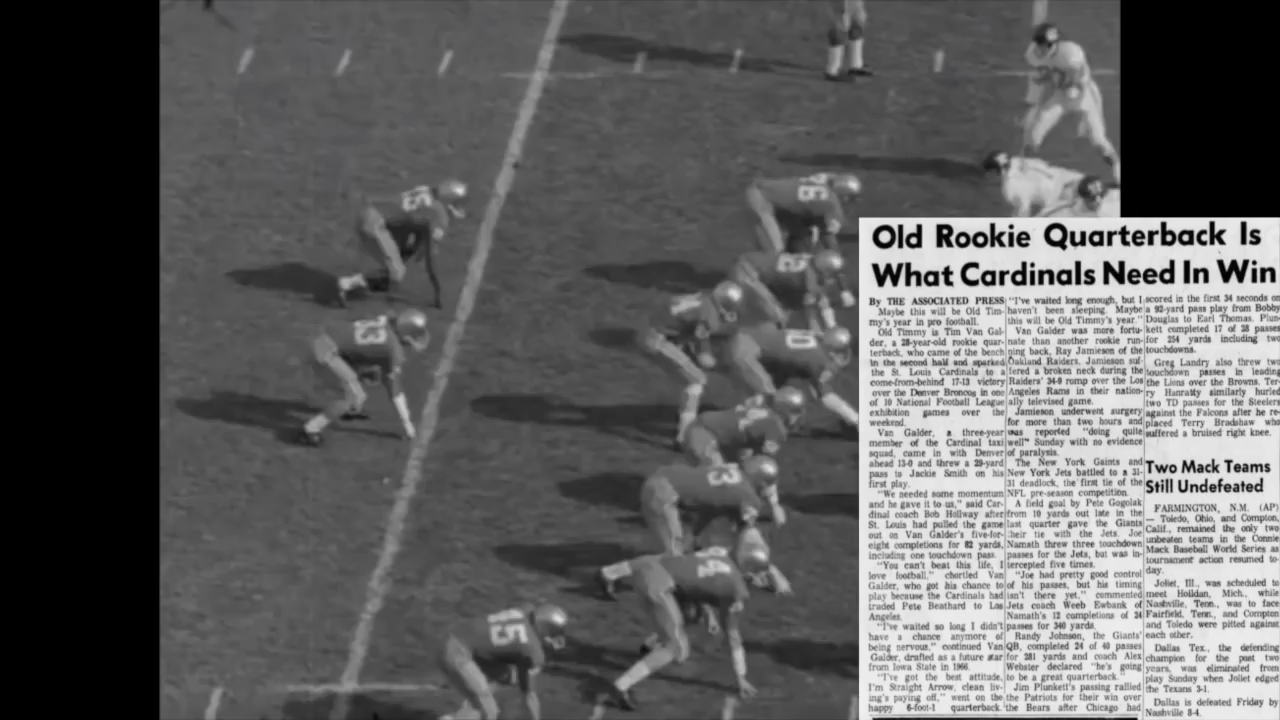 Old Rookie Quarterback Is
What Cardinals Need In Win
By THE ASSOCIATED PRESS
Maybe this will be Old Tim-
my's year in pro football.
Old Timmy is Tim Van Gal-
der, a 28-year-old rookie quar-
terback, who came of the bench
in the second half and sparked
the St. Louis Cardinals to a
come-from-behind 17-13 victory
over the Denver Broncos in one
of 10 National Football League
exhibition games over the
weekend.
Van Galder, a three-year
member of the Cardinal taxi
squad, came in with Denver
ahead 13-0 and threw a 29-yard
pass to Jackie Smith on his
first play.
"We needed some momentum
and he gave it to us," said Car-
dinal coach Bob Hollway after
St. Louis had pulled the game
out on Van Galder's five-for-
eight completions for 82 yards,
including one touchdown pass.
"You can't beat this life, I
love football," chortled Van
Galder, who got his chance to
play because the Cardinals had
traded Pete Beathard to Los
Angeles.
"I've waited so long I didn't
have a chance anymore of
being nervous," continued Van
Galder, drafted as a future star
from Iowa State in 1966.
"I've got the best attitude,
I'm Straight Arrow, clean liv-
ing's paying off," went on the
happy 6-foot-1 quarterback.
"I've waited long enough, but I
haven't been sleeping. Maybe
this will be Old Timmy's year."
Van Galder was more fortu-
nate than another rookie run-
ning back, Ray Jamieson of the
Oakland Raiders. Jamieson suf-
fered a broken neck during the
Raiders' 34-9 romp over the Los
Angeles Rams in their nation-
ally televised game.
Jamieson underwent surgery
for more than two hours and
was reported "doing quite
well" Sunday with no evidence
of paralysis.
The New York Gaints and
New York Jets battled to a 31-
31 deadlock, the first tie of the
NFL pre-season competition.
A field goal by Pete Gogolak
from 10 yards out late in the
last quarter gave the Giants
their tie with the Jets. Joe
Namath threw three touchdown
passes for the Jets, but was in-
tercepted five times.
"Joe had pretty good control
of his passes, but his timing
isn't there yet," commented
Jets coach Weeb Ewbank of
Namath's 12 completions of 24
passes for 340 yards.
Randy Johnson, the Giants'
QB, completed 24 of 40 passes
for 281 yards and coach Alex
Webster declared "he's going
to be a great quarterback."
Jim Plunkett's passing rallied
the Patriots for their win over
the Bears after Chicago had
scored in the first 34 seconds on
a 92-yard pass play from Bobby
Douglas to Earl Thomas. Plun-
kett completed 17 of 28 passes
for 254 yards including two
touchdowns.
Greg Landry also threw two
touchdown passes in leading
the Lions over the Browns. Ter-
ry Hanratty similarly hurled
two TD passes for the Steelers
against the Falcons after he re-
placed Terry Bradshaw who
suffered a bruised right knee.
Two Mack Teams
Still Undefeated
FARMINGTON, N.M. (AP)
— Toledo, Ohio, and Compton,
Calif., remained the only two
unbeaten teams in the Connie
Mack Baseball World Series as
tournament action resumed to-
day.
Joliet, Ill., was scheduled to
meet Holldan, Mich., while
Nashville, Tenn., was to face
Fairfield, Tenn., and Compton
and Toledo were pitted against
each other.
Dallas Tex., the defending
champion for the past two
years, was eliminated from
play Sunday when Joliet edged
the Texans 3-1.
Dallas is defeated Friday by
Nashville 8-4.